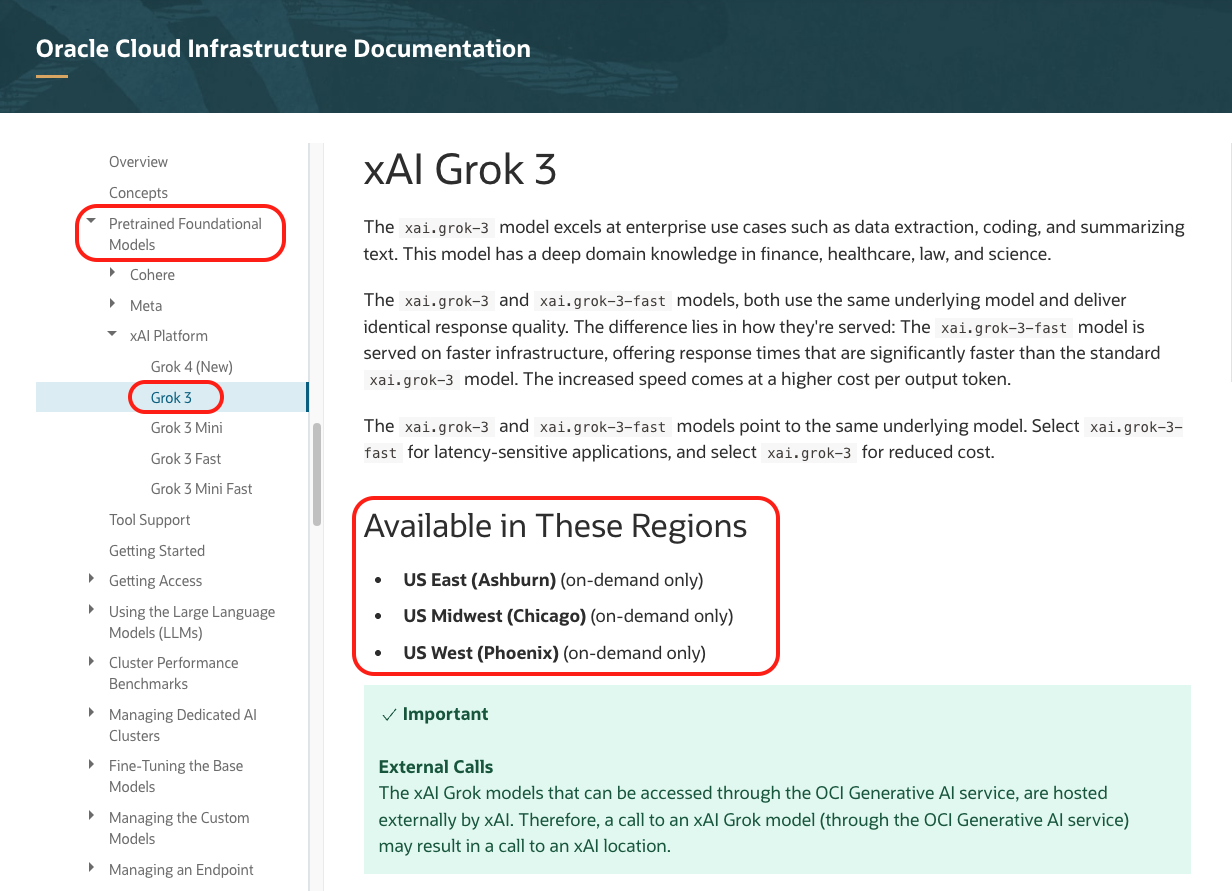 Oracle Cloud Infrastructure Documentation
Overview
Concepts
Pretrained Foundational
Models
Cohere
Meta
xAI Platform
Grok 4 (New)
Grok 3
Grok 3 Mini
Grok 3 Fast
Grok 3 Mini Fast
Tool Support
Getting Started
Getting Access
Using the Large Language
Models (LLMs)
Cluster Performance
Benchmarks
Managing Dedicated AI
Clusters
Fine-Tuning the Base
Models
Managing the Custom
Models
Managing an Endpoint
xAI Grok 3
The xai.grok-3 model excels at enterprise use cases such as data extraction, coding, and summarizing
text. This model has a deep domain knowledge in finance, healthcare, law, and science.
The xai.grok-3 and xai.grok-3-fast models, both use the same underlying model and deliver
identical response quality. The difference lies in how they're served: The xai.grok-3-fast model is
served on faster infrastructure, offering response times that are significantly faster than the standard
xai.grok-3 model. The increased speed comes at a higher cost per output token.
The xai.grok-3 and xai.grok-3-fast models point to the same underlying model. Select xai.grok-3-
fast for latency-sensitive applications, and select xai.grok-3 for reduced cost.
Available in These Regions
• US East (Ashburn) (on-demand only)
• US Midwest (Chicago) (on-demand only)
• US West (Phoenix) (on-demand only)
✓ Important
External Calls
The xAI Grok models that can be accessed through the OCI Generative AI service, are hosted
externally by xAI. Therefore, a call to an xAI Grok model (through the OCI Generative AI service)
may result in a call to an xAI location.